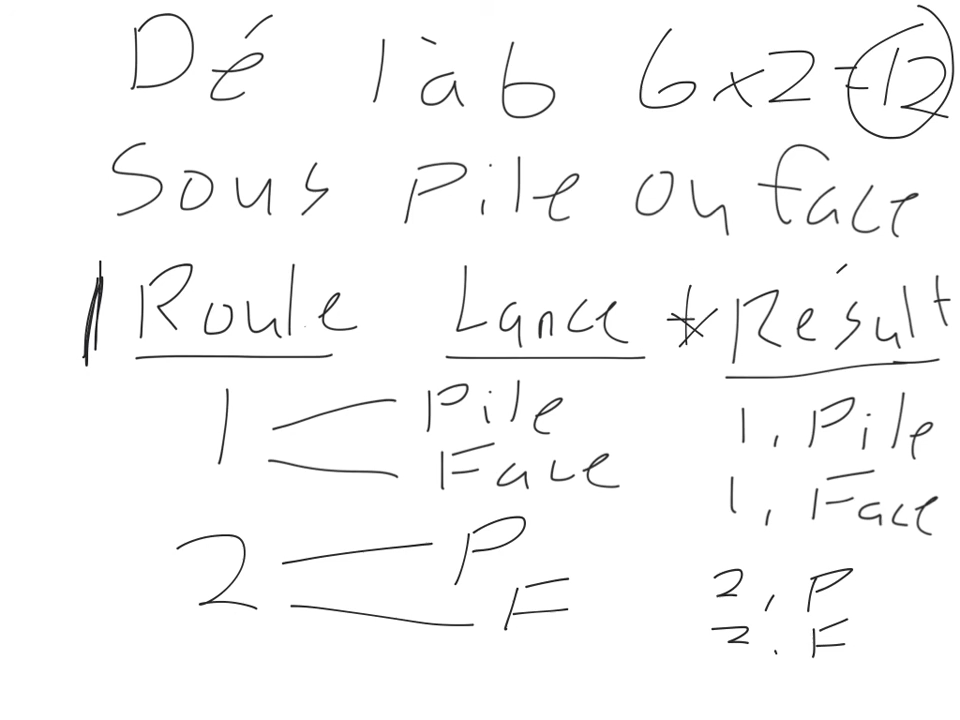 Dé 1 à 6 6x2=12
Sous Pile ou face
Roule Lance * Résult
1 Pile 1, Pile
Face 1, Face
2 P 2, P
F 2, F